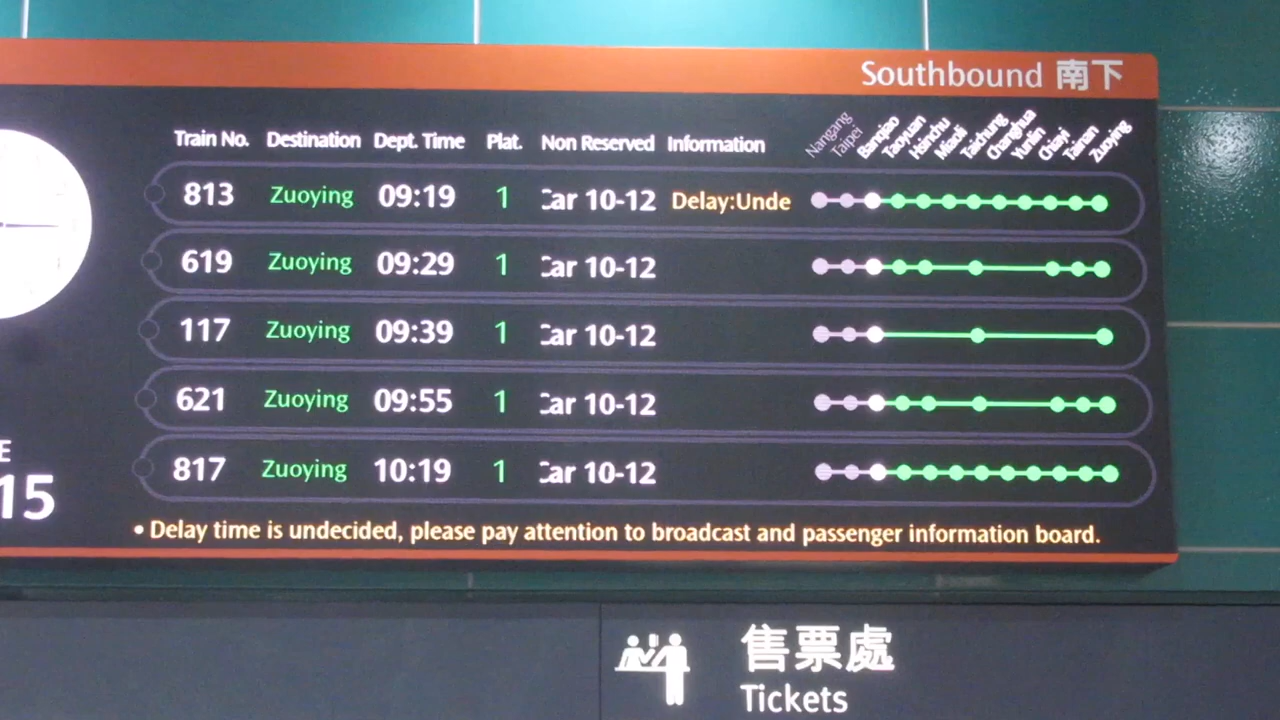 Southbound 南下
Train No. Destination Dept. Time Plat. Non Reserved Information Nangang Taipei Banqiao Taoyuan Hsinchu Miaoli Taichung Changhua Yunlin Chiayi Tainan Zuoying
813 Zuoying 09:19 1 Car 10-12 Delay:Unde
619 Zuoying 09:29 1 Car 10-12
117 Zuoying 09:39 1 Car 10-12
621 Zuoying 09:55 1 Car 10-12
817 Zuoying 10:19 1 Car 10-12
E
15
• Delay time is undecided, please pay attention to broadcast and passenger information board.
售票處
Tickets